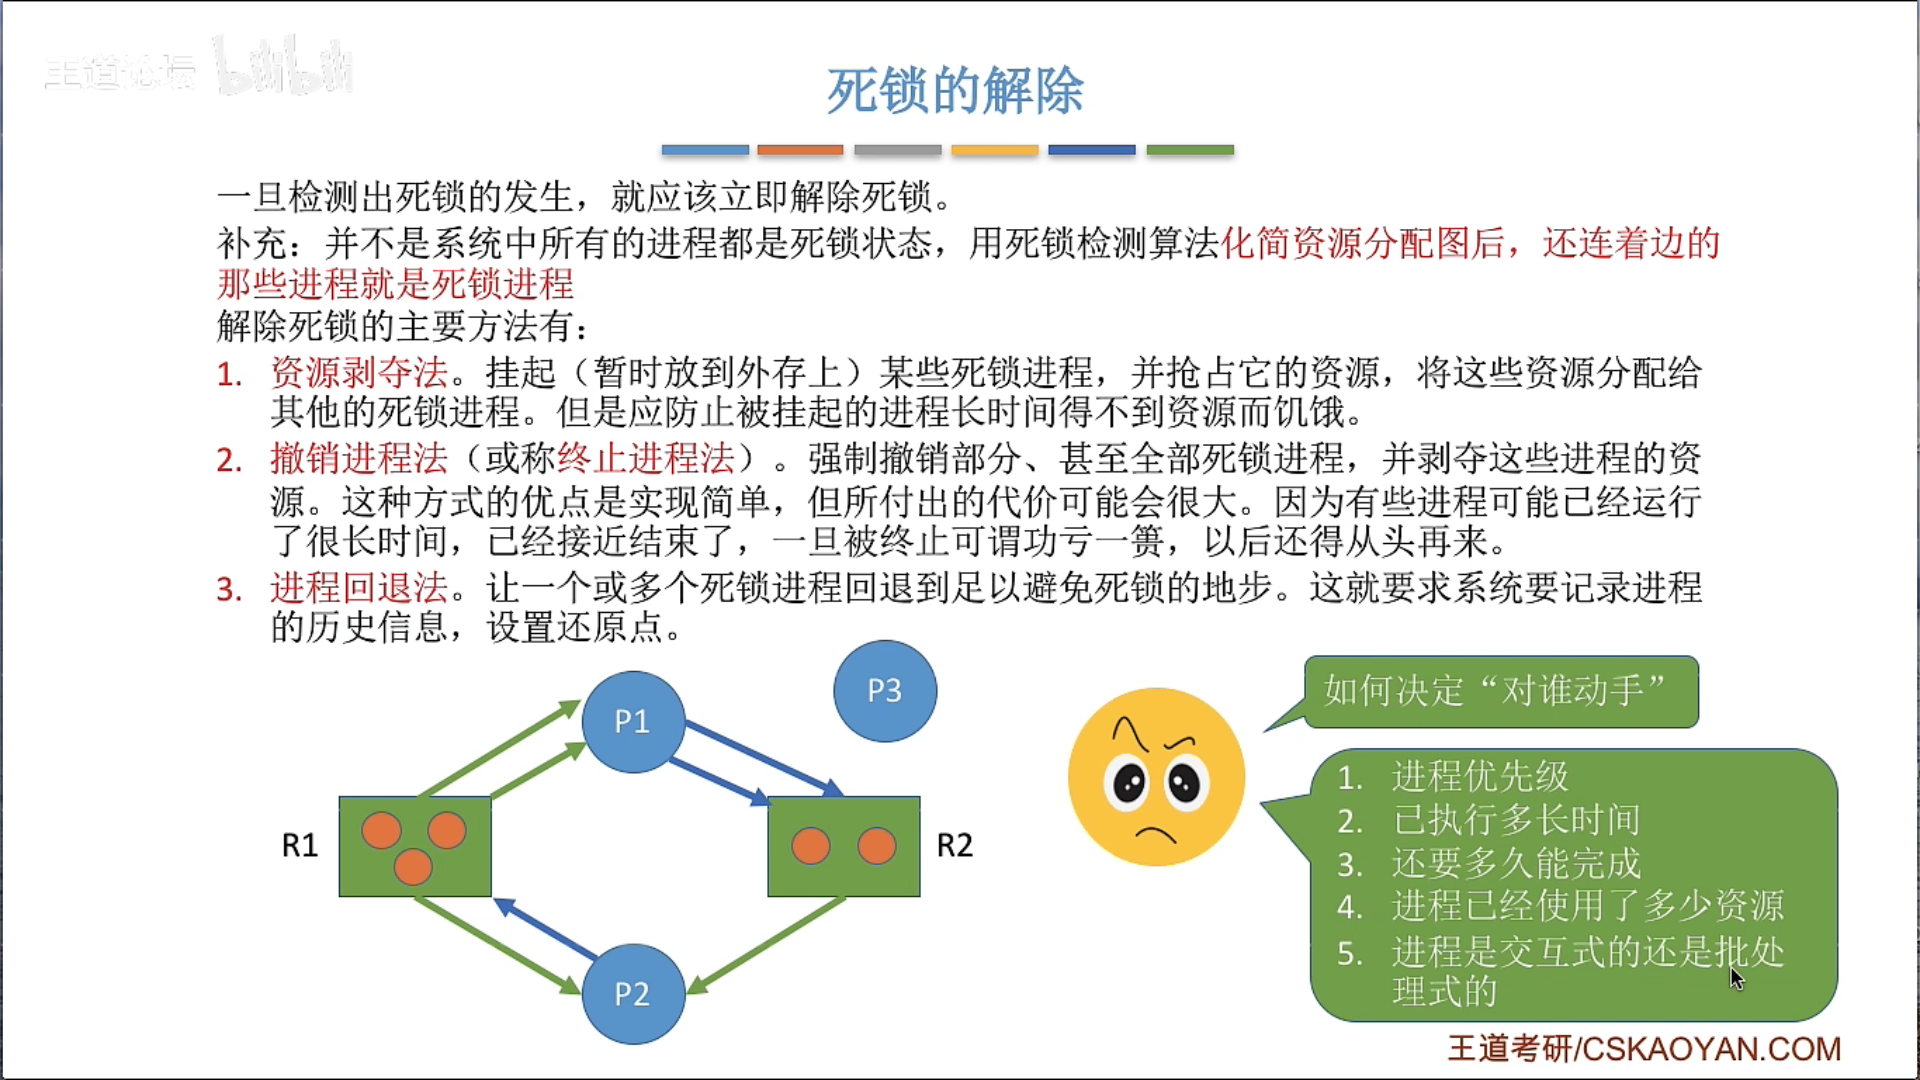 王道论坛 bilibili
死锁的解除
一旦检测出死锁的发生，就应该立即解除死锁。
补充：并不是系统中所有的进程都是死锁状态，用死锁检测算法化简资源分配图后，还连着边的
那些进程就是死锁进程
解除死锁的主要方法有：
1. 资源剥夺法。挂起（暂时放到外存上）某些死锁进程，并抢占它的资源，将这些资源分配给
其他的死锁进程。但是应防止被挂起的进程长时间得不到资源而饥饿。
2. 撤销进程法（或称终止进程法）。强制撤销部分、甚至全部死锁进程，并剥夺这些进程的资
源。这种方式的优点是实现简单，但所付出的代价可能会很大。因为有些进程可能已经运行
了很长时间，已经接近结束了，一旦被终止可谓功亏一篑，以后还得从头再来。
3. 进程回退法。让一个或多个死锁进程回退到足以避免死锁的地步。这就要求系统要记录进程
的历史信息，设置还原点。
P1
P3
R1
R2
P2
如何决定“对谁动手”
1. 进程优先级
2. 已执行多长时间
3. 还要多久能完成
4. 进程已经使用了多少资源
5. 进程是交互式的还是批处
理式的
王道考研/CSKAOYAN.COM